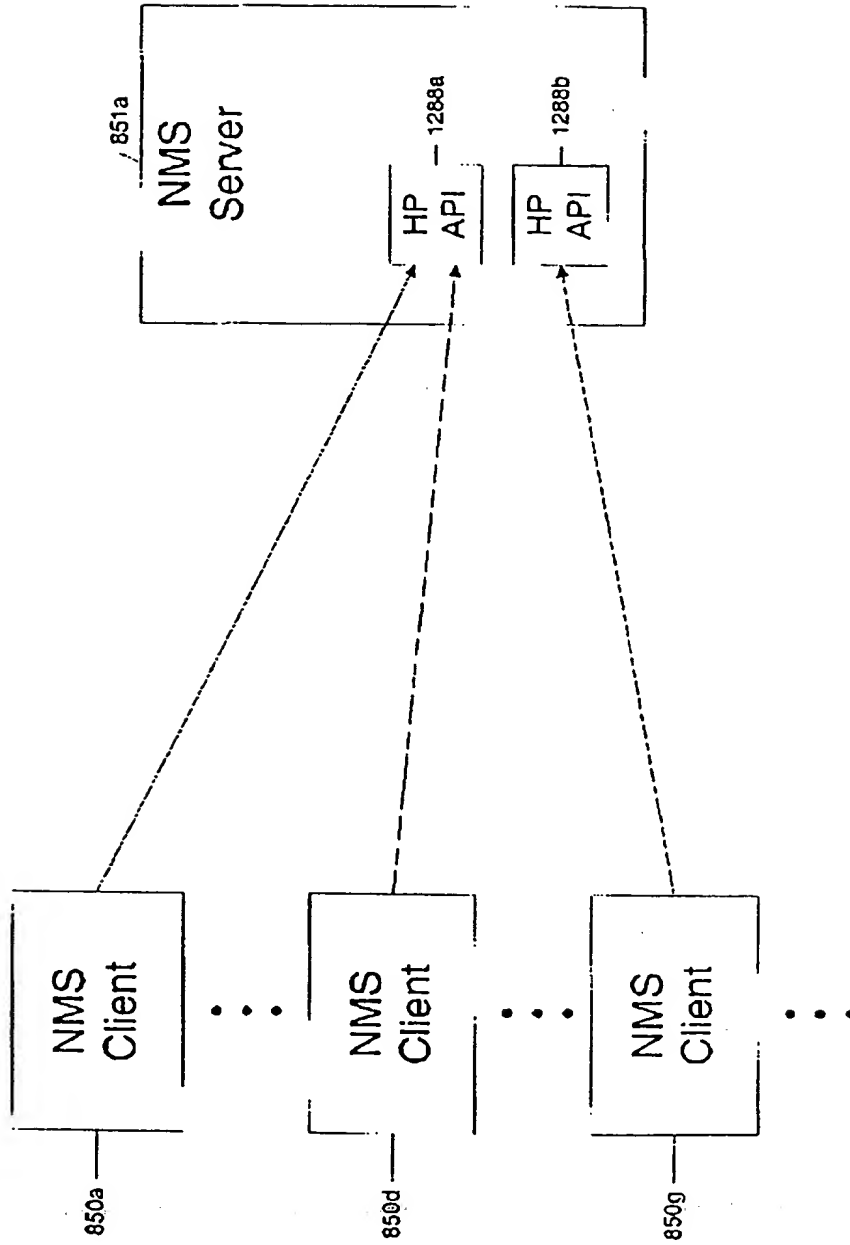 851a
NMS
Server
HP
API
1288a
HP
API
1288b
NMS
Client
850a
NMS
Client
850d
NMS
Client
850g